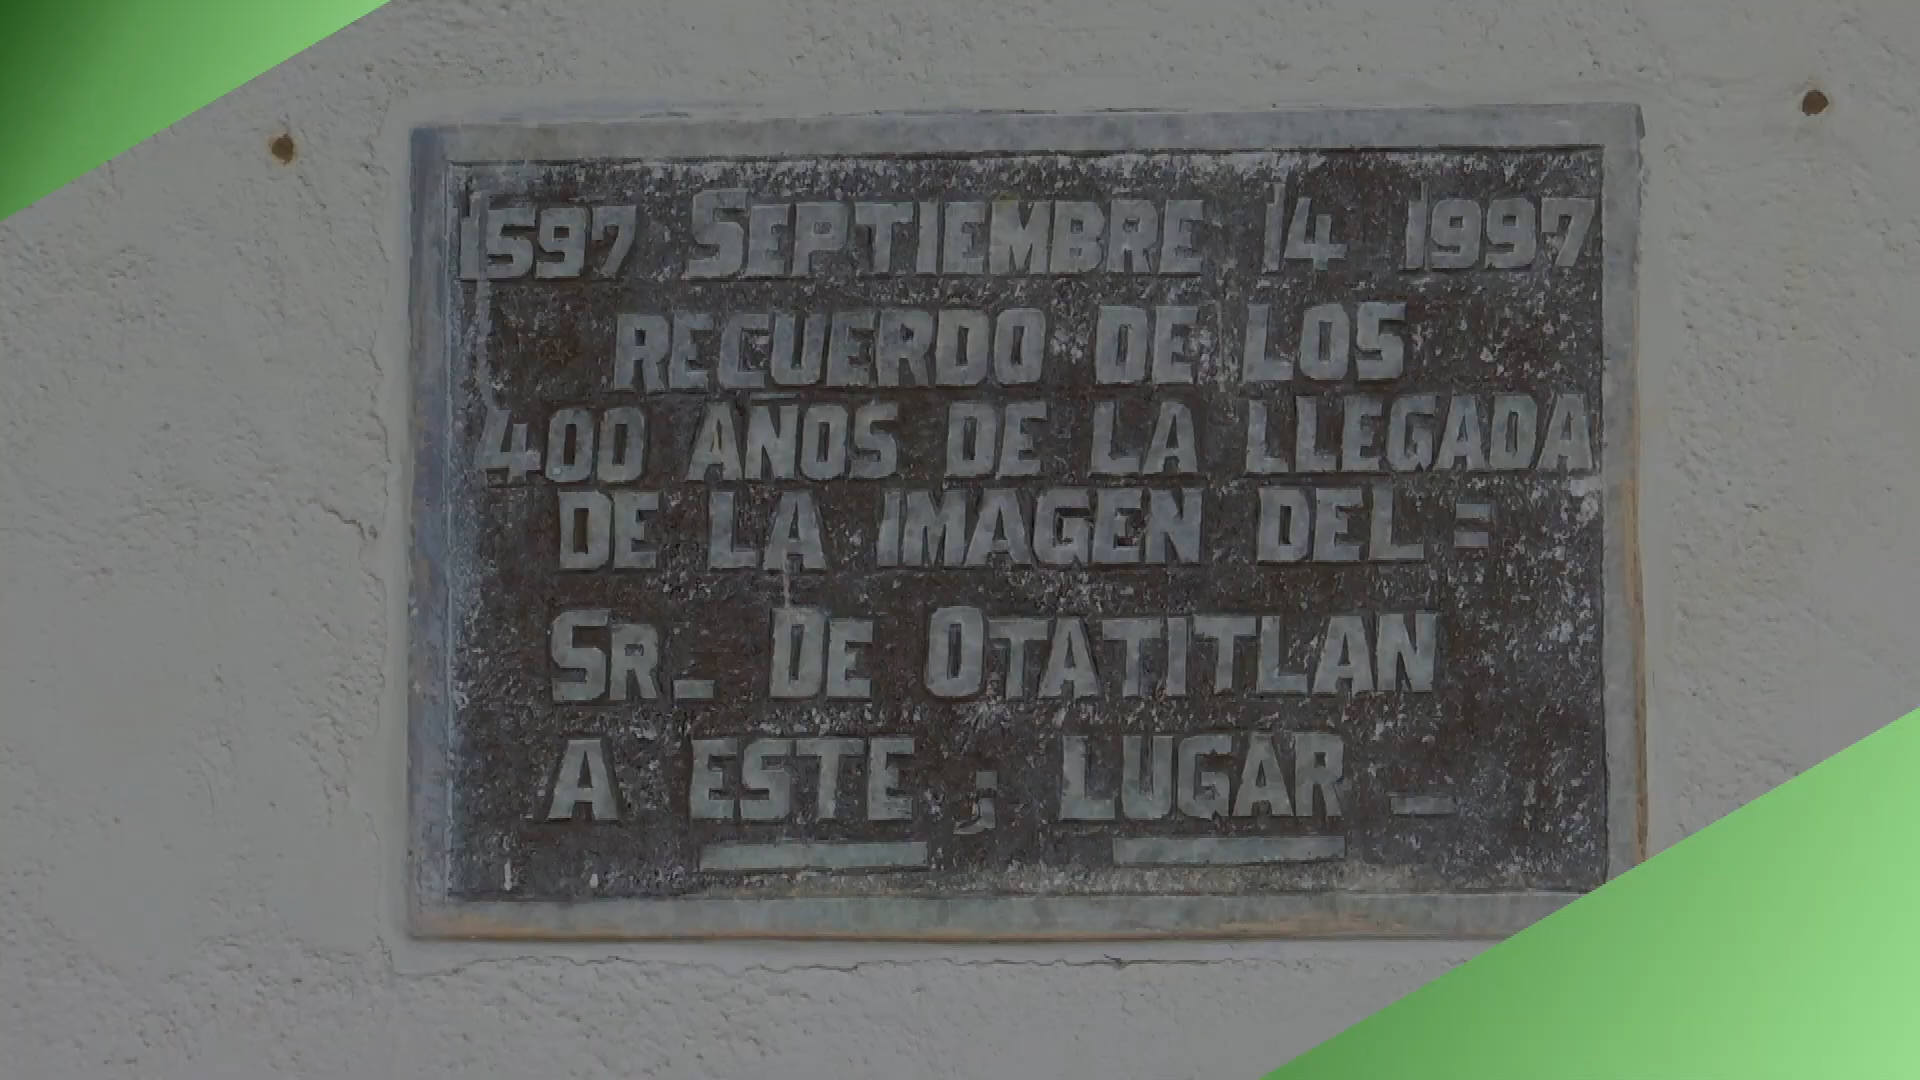 1597 SEPTIEMBRE 14 1997
RECUERDO DE LOS
400 AÑOS DE LA LLEGADA
DE LA IMAGEN DEL =
SR_ DE OTATITLAN
A ESTE ; LUGAR _